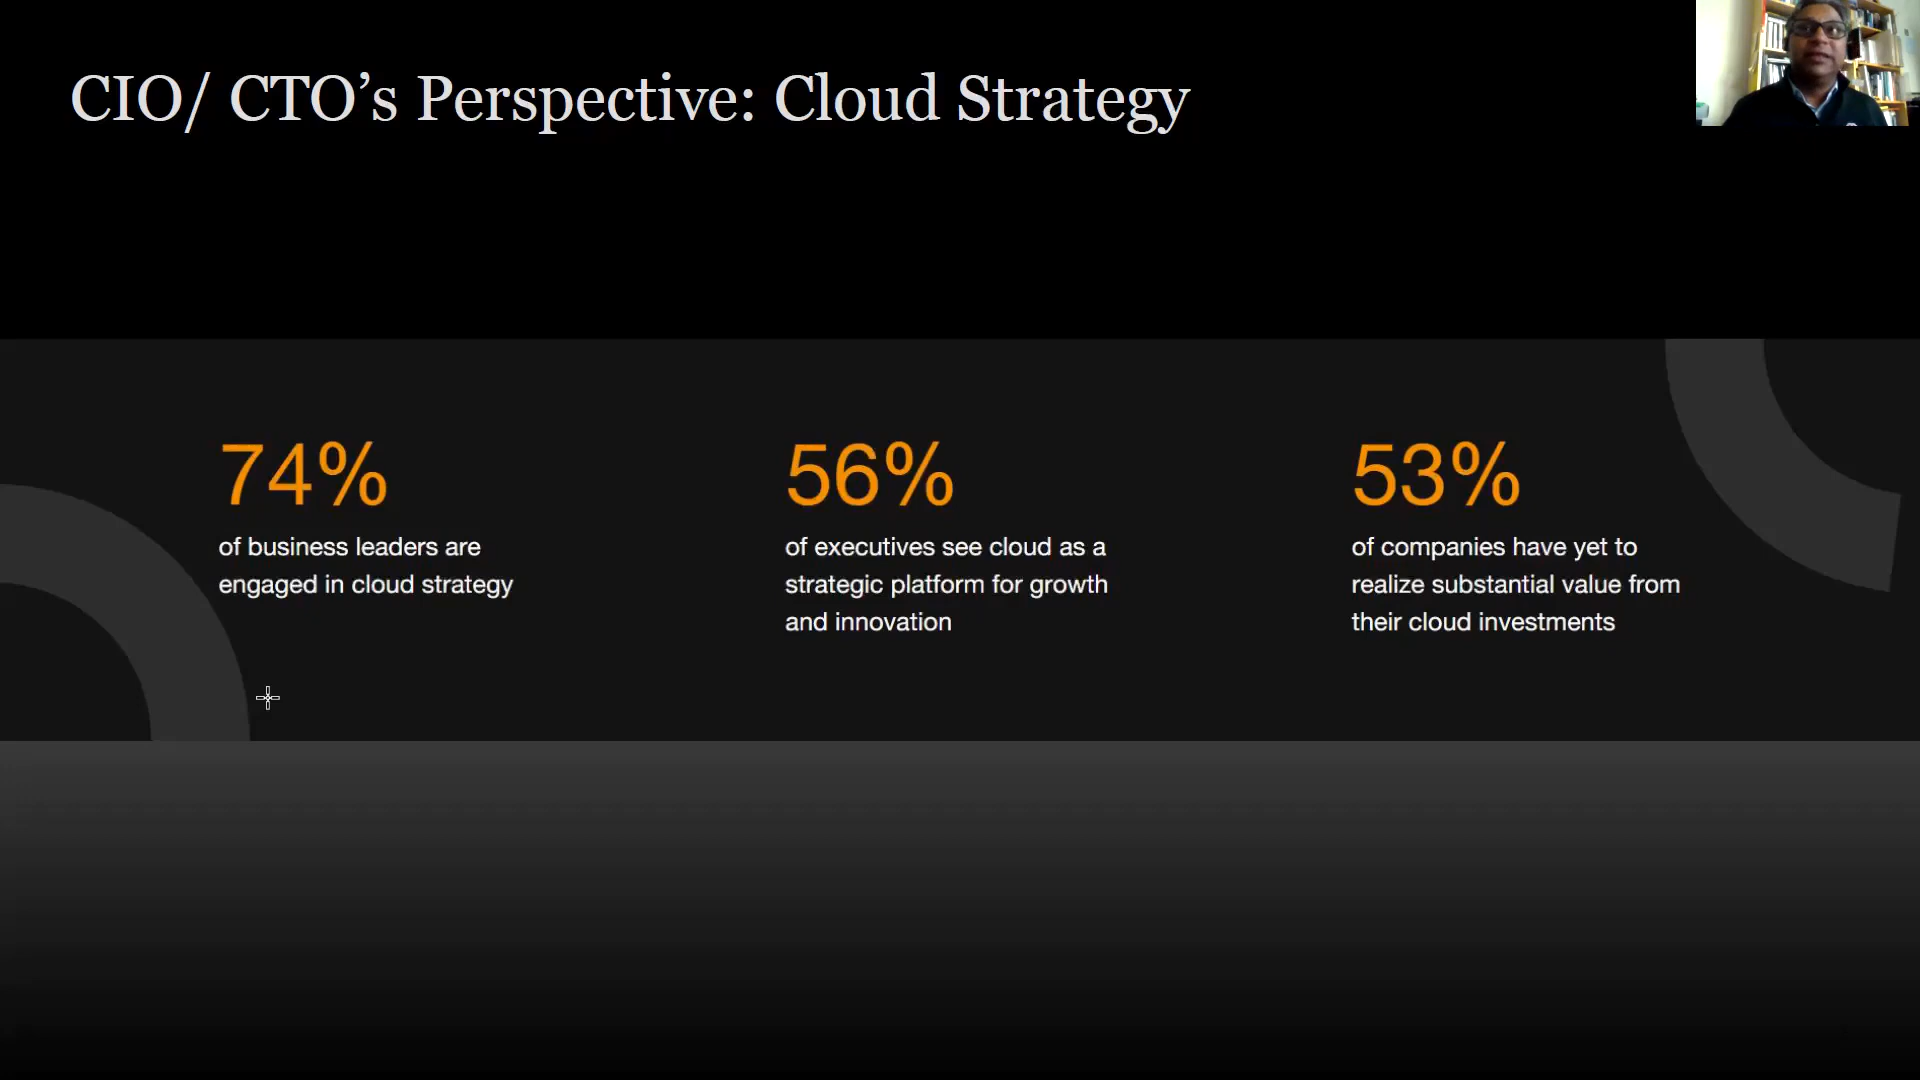 CIO/ CTO’s Perspective: Cloud Strategy
74%
of business leaders are
engaged in cloud strategy
56%
of executives see cloud as a
strategic platform for growth
and innovation
53%
of companies have yet to
realize substantial value from
their cloud investments